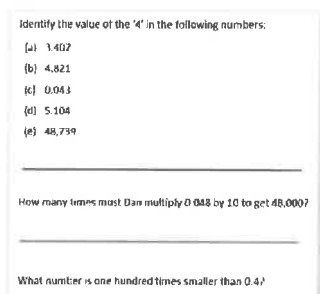 Identify the value of the '4' in the following numbers:
(a) 3.407
(b) 4.821
(c) 0.043
(d) 5.104
(e) 48,739
How many times must Dan multiply 0.048 by 10 to get 48,000?
What number is one hundred times smaller than 0.4?